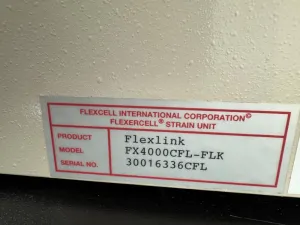 FLEXCELL INTERNATIONAL CORPORATION©
FLEXERCELL® STRAIN UNIT
PRODUCT Flexlink
MODEL FX4000CFL-FLK
SERIAL NO. 30016336CFL